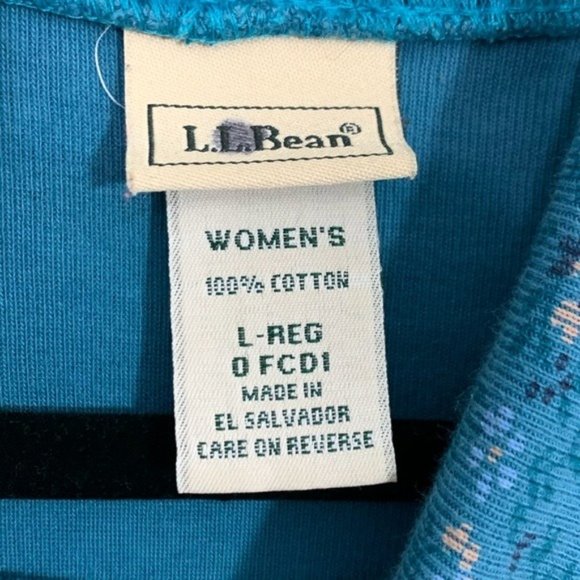 L.L.Bean®
WOMEN'S
100% COTTON
L-REG
0 FCD1
MADE IN
EL SALVADOR
CARE ON REVERSE